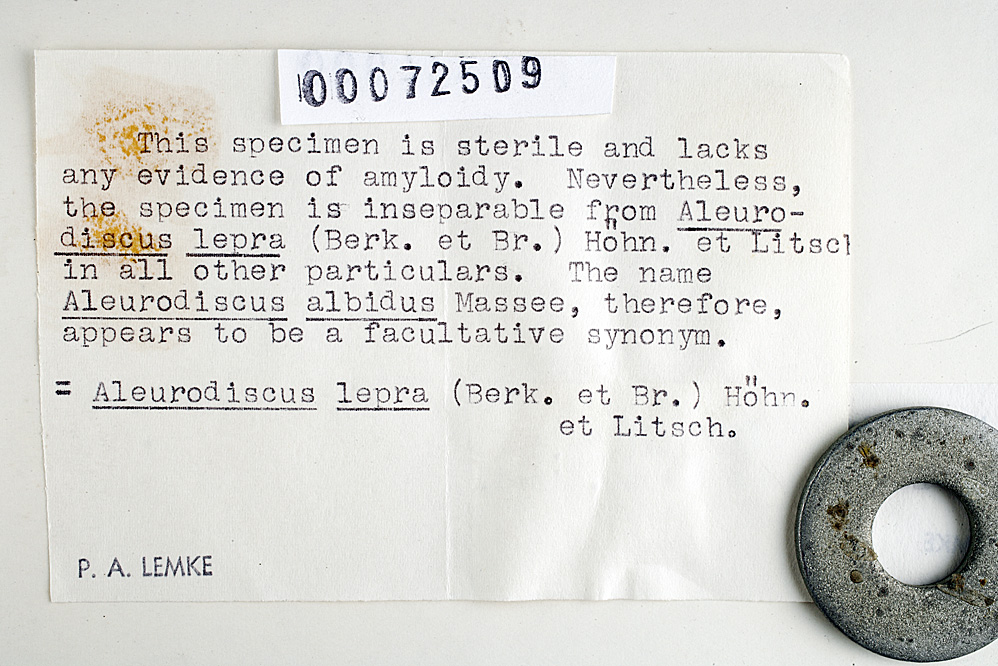 00072509
This specimen is sterile and lacks
any evidence of amyloidy. Nevertheless,
the specimen is inseparable from Aleuro-
discus lepra (Berk. et Br.) Höhn. et Litsch
in all other particulars. The name
Aleurodiscus albidus Massee, therefore,
appears to be a facultative synonym.
= Aleurodiscus lepra (Berk. et Br.) Höhn.
et Litsch.
P. A. LEMKE